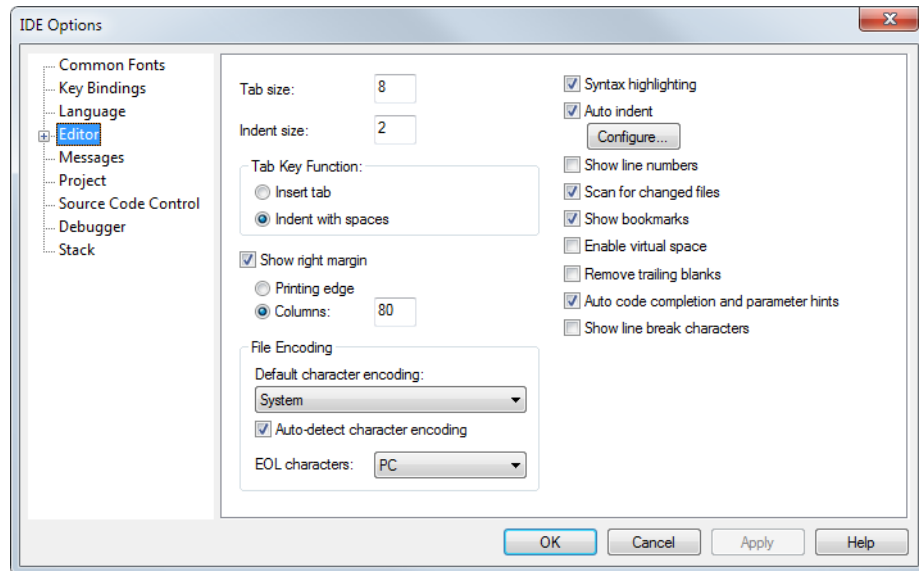 IDE Options
Common Fonts
Key Bindings
Language
Editor
Messages
Project
Source Code Control
Debugger
Stack
Tab size: 8
Indent size: 2
Tab Key Function:
Insert tab
Indent with spaces
Show right margin
Printing edge
Columns: 80
File Encoding
Default character encoding:
System
Auto-detect character encoding
EOL characters: PC
Syntax highlighting
Auto indent
Configure...
Show line numbers
Scan for changed files
Show bookmarks
Enable virtual space
Remove trailing blanks
Auto code completion and parameter hints
Show line break characters
OK Cancel Apply Help